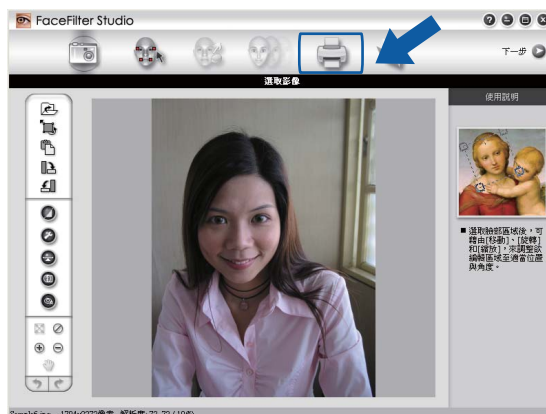 FaceFilter Studio
下一步
選取影像
使用說明
■ 選取臉部區域後，可
藉由[移動]、[旋轉]
和[縮放]，來調整欲
編輯區域至適當位置
與角度。